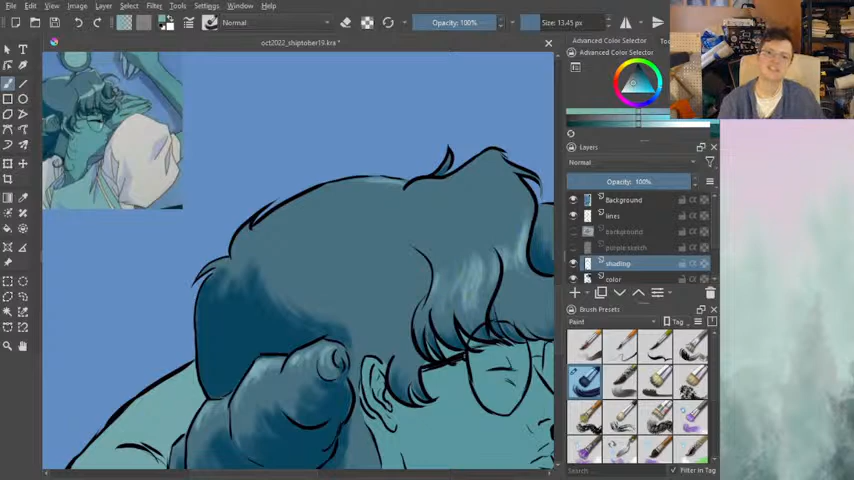 File Edit View Image Layer Select Filter Tools Settings Window Help
Normal
Opacity: 100%
Size: 13.45 px
oct2022_shiptober19.kra *
Advanced Color Selector
Advanced Color Selector
Layers
Normal
Opacity: 100%
Background
lines
background
purple sketch
shading
color
Brush Presets
Paint
Tag
Search...
Filter in Tag